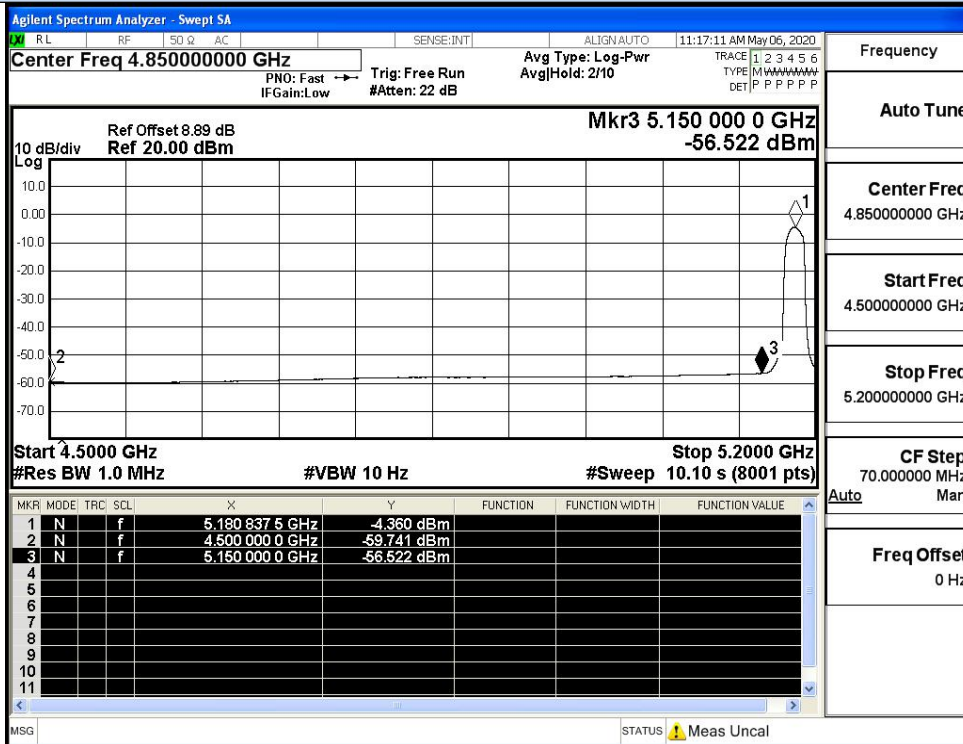 Agilent Spectrum Analyzer - Swept SA
LXI RL RF 50 Ω AC SENSE:INT ALIGN AUTO 11:17:11 AM May 06, 2020
Center Freq 4.850000000 GHz
PNO: Fast
IFGain:Low
Trig: Free Run
#Atten: 22 dB
Avg Type: Log-Pwr
Avg|Hold: 2/10
TRACE 1 2 3 4 5 6
TYPE MWWWWW
DET P P P P P P
Mkr3 5.150 000 0 GHz
-56.522 dBm
Ref Offset 8.89 dB
10 dB/div Ref 20.00 dBm
Log
10.0
0.00
-10.0
-20.0
-30.0
-40.0
-50.0
-60.0
-70.0
1
2
3
Start 4.5000 GHz Stop 5.2000 GHz
#Res BW 1.0 MHz #VBW 10 Hz #Sweep 10.10 s (8001 pts)
MKR MODE TRC SCL X Y FUNCTION FUNCTION WIDTH FUNCTION VALUE
1 N f 5.180 837 5 GHz -4.360 dBm
2 N f 4.500 000 0 GHz -59.741 dBm
3 N f 5.150 000 0 GHz -56.522 dBm
4
5
6
7
8
9
10
11
MSG STATUS Meas Uncal
Frequency
Auto Tune
Center Freq
4.850000000 GHz
Start Freq
4.500000000 GHz
Stop Freq
5.200000000 GHz
CF Step
70.000000 MHz
Auto Man
Freq Offset
0 Hz